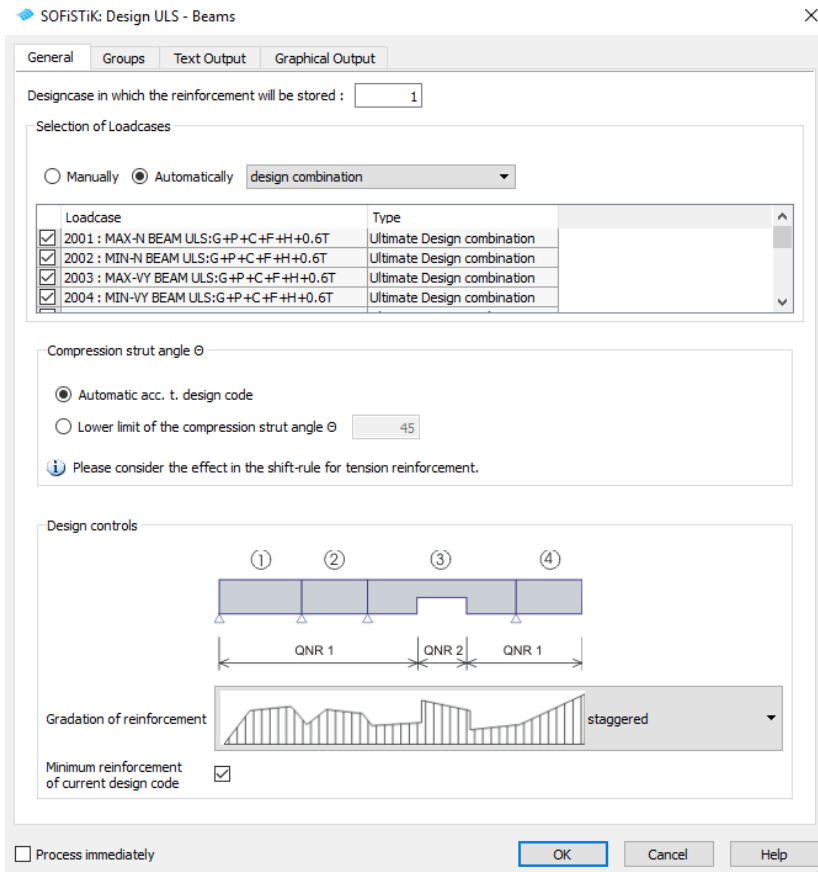 SOFiSTiK: Design ULS - Beams
General Groups Text Output Graphical Output
Designcase in which the reinforcement will be stored : 1
Selection of Loadcases
Manually Automatically design combination
Loadcase Type
2001 : MAX-N BEAM ULS:G+P+C+F+H+0.6T Ultimate Design combination
2002 : MIN-N BEAM ULS:G+P+C+F+H+0.6T Ultimate Design combination
2003 : MAX-VY BEAM ULS:G+P+C+F+H+0.6T Ultimate Design combination
2004 : MIN-VY BEAM ULS:G+P+C+F+H+0.6T Ultimate Design combination
Compression strut angle Θ
Automatic acc. t. design code
Lower limit of the compression strut angle Θ 45
Please consider the effect in the shift-rule for tension reinforcement.
Design controls
① ② ③ ④
QNR 1 QNR 2 QNR 1
Gradation of reinforcement staggered
Minimum reinforcement
of current design code
Process immediately OK Cancel Help